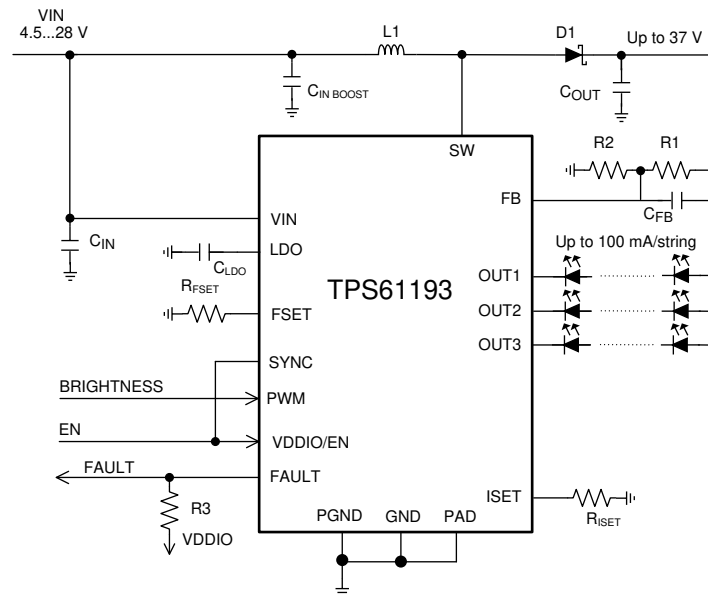 VIN
4.5...28 V
L1
D1
Up to 37 V
CIN BOOST
COUT
SW
R2
R1
FB
CFB
VIN
CIN
LDO
CLDO
Up to 100 mA/string
RFSET
TPS61193
OUT1
FSET
OUT2
OUT3
SYNC
BRIGHTNESS
PWM
EN
VDDIO/EN
FAULT
FAULT
R3
ISET
RISET
VDDIO
PGND
GND
PAD